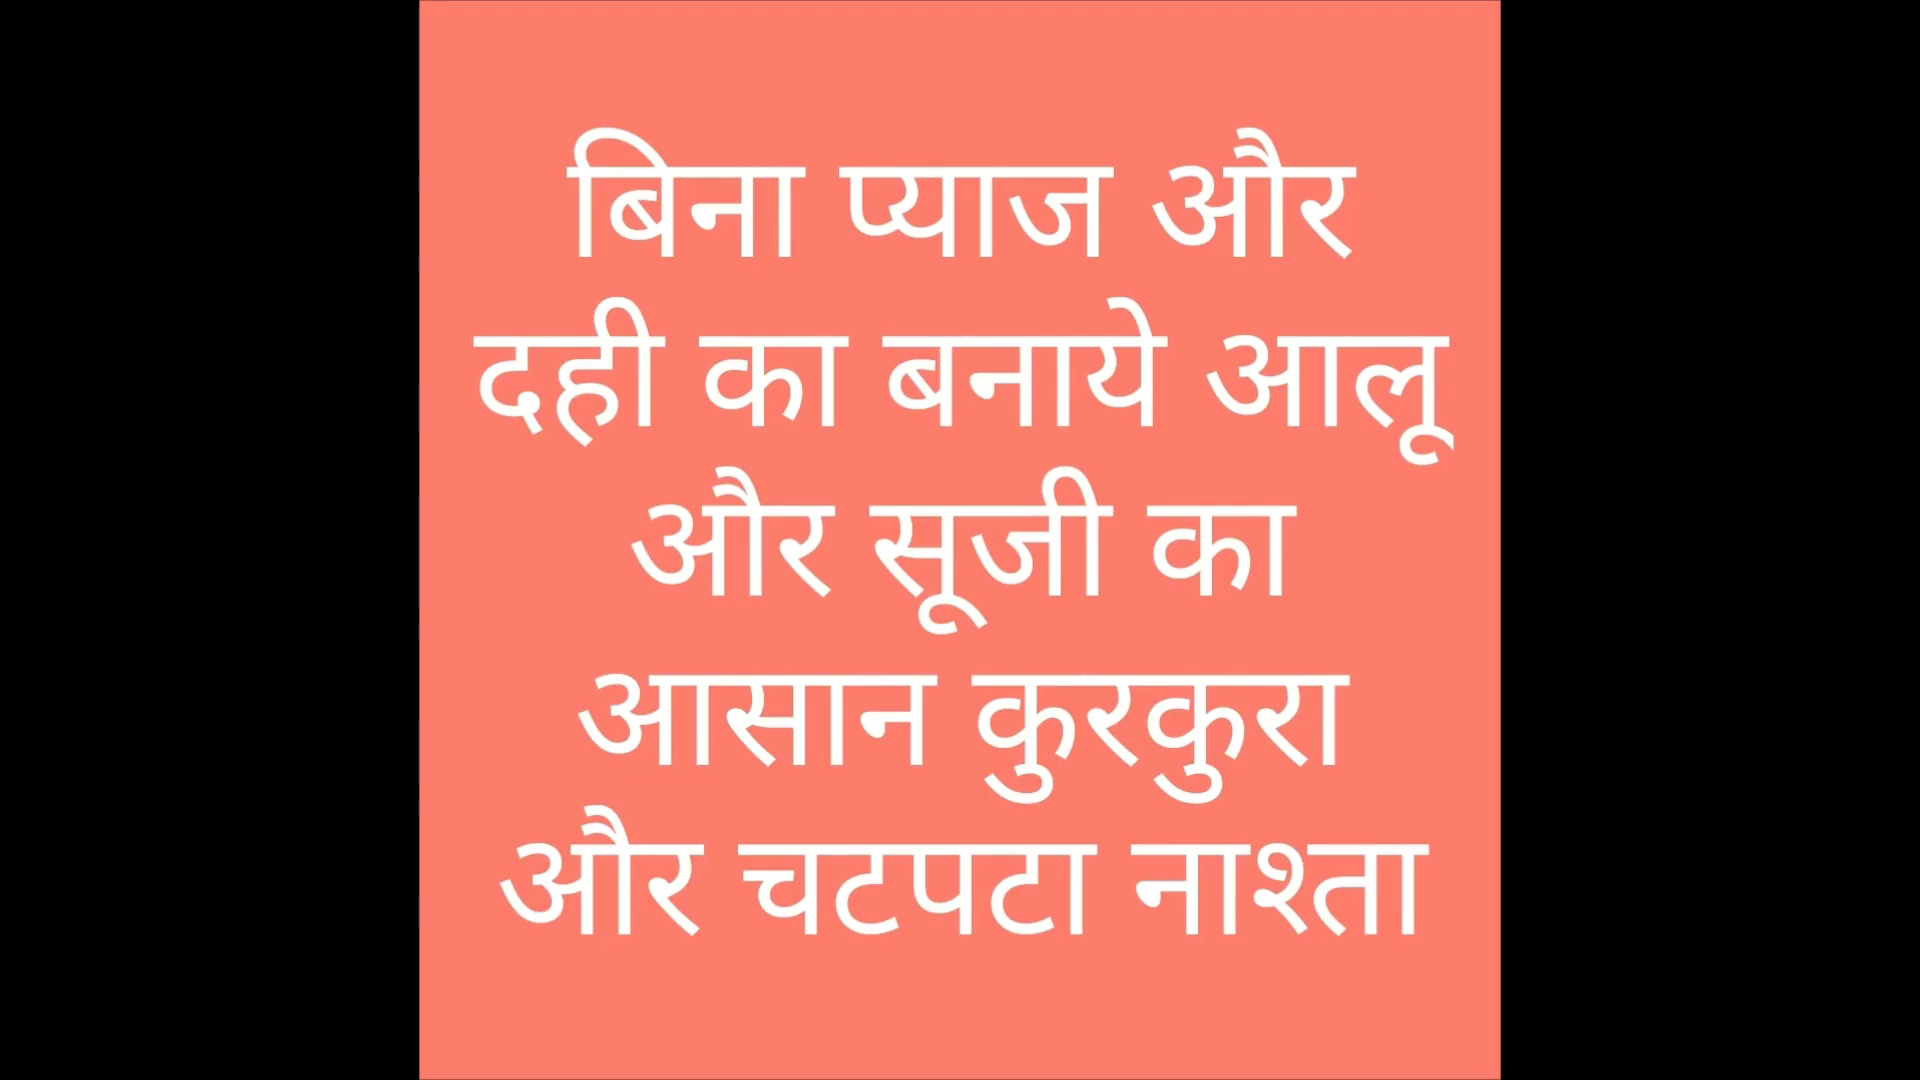 बिना प्याज और
दही का बनाये आलू
और सूजी का
आसान कुरकुरा
और चटपटा नाश्ता